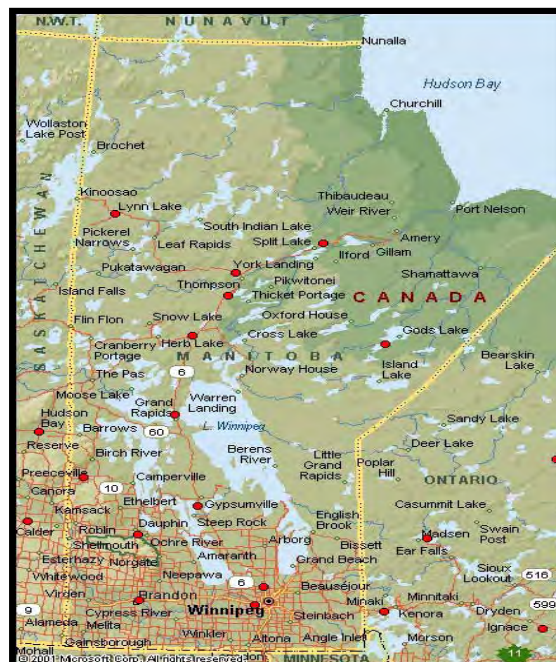 N.W.T.
NUNAVUT
Nunalla
Hudson Bay
Churchill
Wollaston
Lake Post
Brochet
Kinoosao
Lynn Lake
Thibaudeau
Weir River
Port Nelson
South Indian Lake
Pickerel
Narrows
Leaf Rapids
Split Lake
Amery
Gillam
Ilford
York Landing
Pukatawagan
Shamattawa
Pikwitonei
Thompson
Island Falls
Thicket Portage
CANADA
SASKATCHEWAN
Oxford House
Snow Lake
Flin Flon
Cross Lake
Gods Lake
Herb Lake
Cranberry
Portage
MANITOBA
Island
Lake
Bearskin
Lake
The Pas
6
Norway House
Moose Lake
Warren
Landing
Grand
Rapids
Hudson
Bay
L. Winnipeg
Sandy Lake
Barrows
60
Reserve
Deer Lake
Birch River
Berens
River
Little
Grand
Rapids
Poplar
Hill
Preeceville
Camperville
ONTARIO
Canora
10
Ethelbert
Gypsumville
Casummit Lake
Kamsack
English
Brook
Swain
Post
Calder
Roblin
Dauphin
Steep Rock
Madsen
Shellmouth
Ochre River
Arborg
Bissett
Ear Falls
Esterhazy
Norgate
Amaranth
Grand Beach
Sioux
Lookout
Whitewood
Neepawa
6
Beauséjour
516
Virden
Brandon
Minaki
Minnitaki
9
Cypress River
Winnipeg
Kenora
Dryden
599
Alameda
Melita
Steinbach
Ignace
Gainsborough
Winkler
Altona
Angle Inlet
Morson
Mohall
MINNESOTA
11
© 2001 Microsoft Corp. All rights reserved.